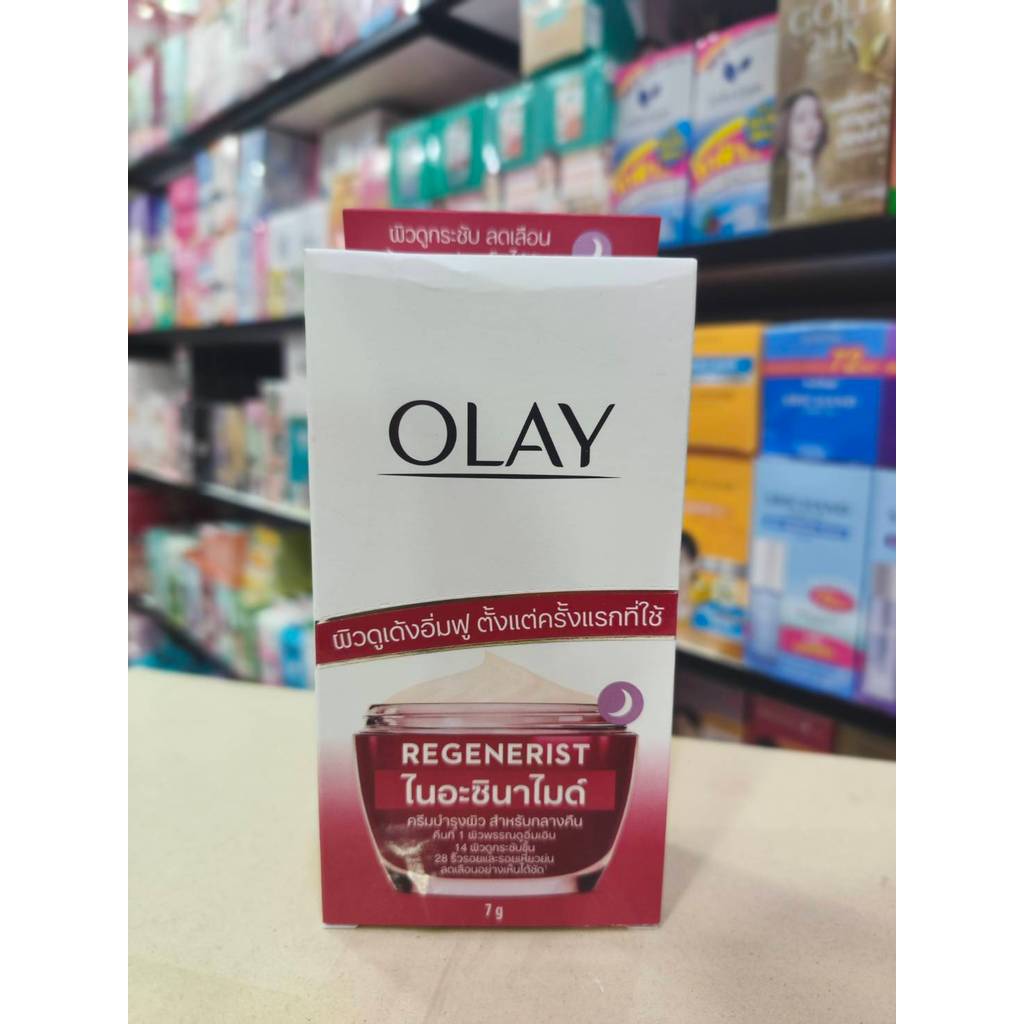 ผิวดูกระชับ ลดเลือน
OLAY
ผิวดูเด้งอิ่มฟู ตั้งแต่ครั้งแรกที่ใช้
REGENERIST
ไนอะซินาไมด์
ครีมบำรุงผิว สำหรับกลางคืน
คืนที่ 1 ผิวพรรณดูอิ่มเอิบ
14 ผิวดูกระชับขึ้น
28 ริ้วรอยและรอยเหี่ยวย่น
ลดเลือนอย่างเห็นได้ชัด
7 g
GOLD
24K
72